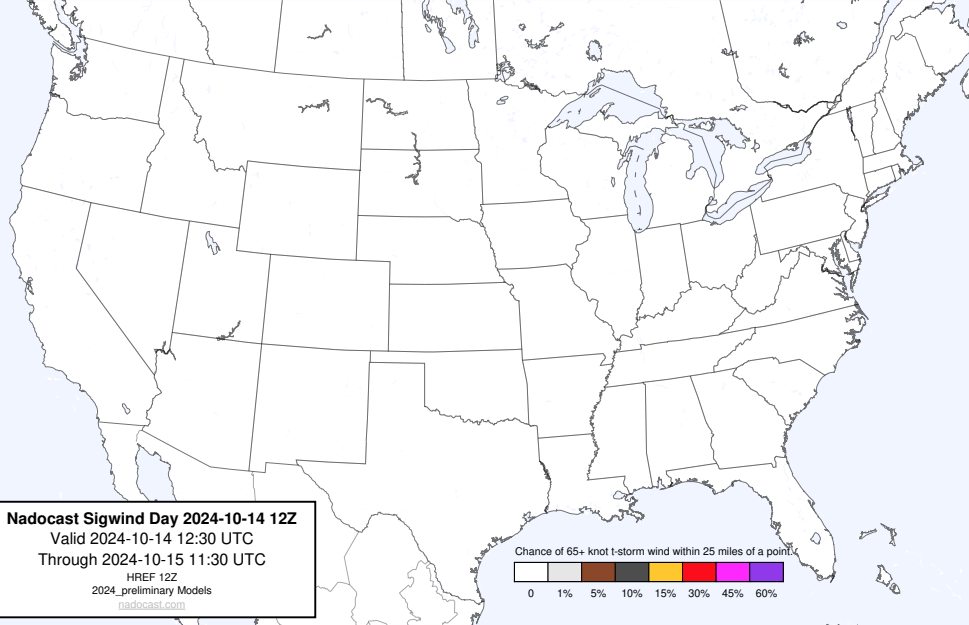 Nadocast Sigwind Day 2024-10-14 12Z
Valid 2024-10-14 12:30 UTC
Through 2024-10-15 11:30 UTC
HREF 12Z
2024_preliminary Models
nadocast.com
Chance of 65+ knot t-storm wind within 25 miles of a point.
0 1% 5% 10% 15% 30% 45% 60%